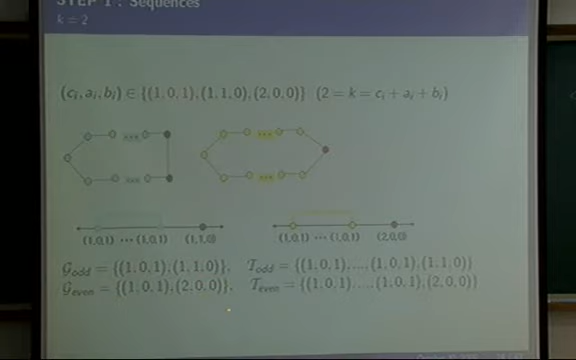 STEP 1 : Sequences
k = 2
(cᵢ, aᵢ, bᵢ) ∈ {(1, 0, 1), (1, 1, 0), (2, 0, 0)} (2 = k = cᵢ + aᵢ + bᵢ)
(1,0,1) ⋯ (1,0,1) (1,1,0)
(1,0,1) ⋯ (1,0,1) (2,0,0)
𝒢odd = {(1, 0, 1), (1, 1, 0)}, 𝒯odd = {(1, 0, 1), ..., (1, 0, 1), (1, 1, 0)}
𝒢even = {(1, 0, 1), (2, 0, 0)}, 𝒯even = {(1, 0, 1), ..., (1, 0, 1), (2, 0, 0)}